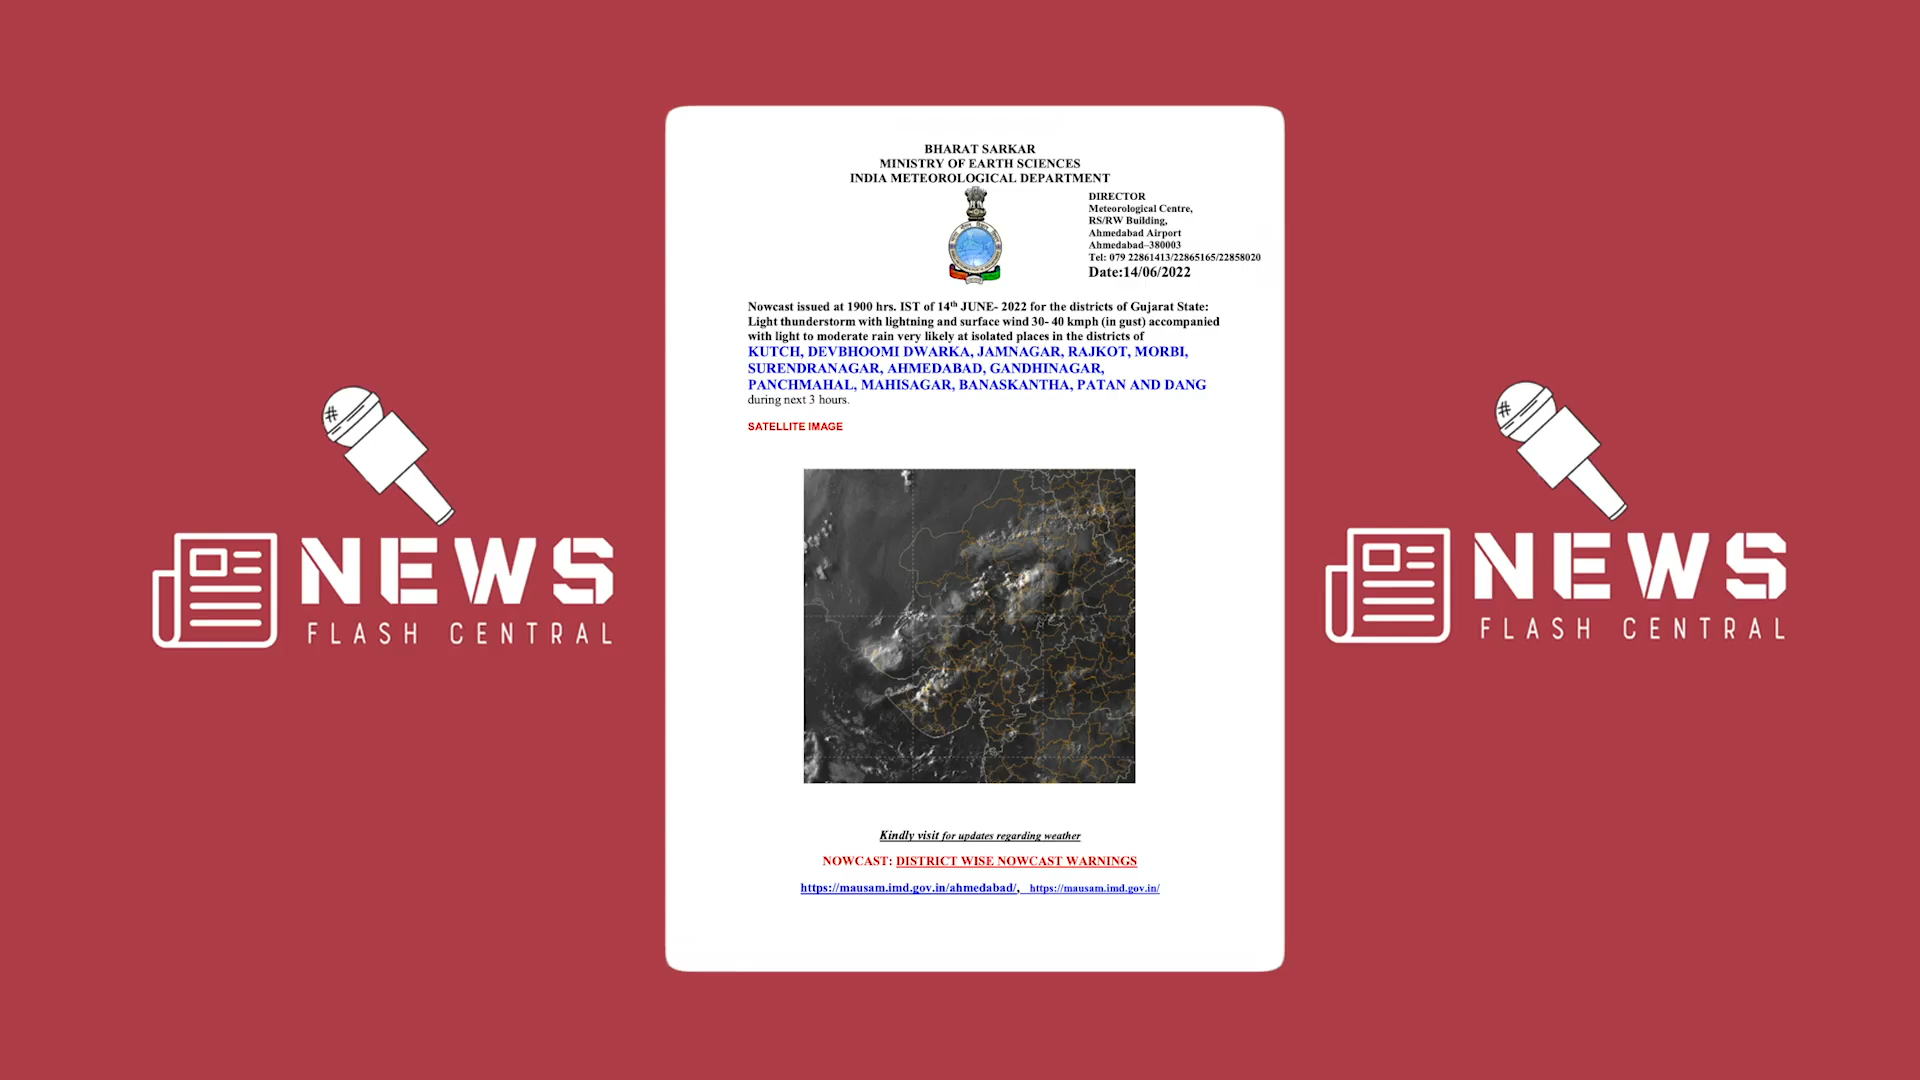 BHARAT SARKAR
MINISTRY OF EARTH SCIENCES
INDIA METEOROLOGICAL DEPARTMENT
DIRECTOR
Meteorological Centre,
RS/RW Building,
Ahmedabad Airport
Ahmedabad–380003
Tel: 079 22861413/22865165/22858020
Date:14/06/2022
Nowcast issued at 1900 hrs. IST of 14th JUNE- 2022 for the districts of Gujarat State:
Light thunderstorm with lightning and surface wind 30- 40 kmph (in gust) accompanied
with light to moderate rain very likely at isolated places in the districts of
KUTCH, DEVBHOOMI DWARKA, JAMNAGAR, RAJKOT, MORBI,
SURENDRANAGAR, AHMEDABAD, GANDHINAGAR,
PANCHMAHAL, MAHISAGAR, BANASKANTHA, PATAN AND DANG
during next 3 hours.
SATELLITE IMAGE
Kindly visit for updates regarding weather
NOWCAST: DISTRICT WISE NOWCAST WARNINGS
https://mausam.imd.gov.in/ahmedabad/, https://mausam.imd.gov.in/
#
NEWS
FLASH CENTRAL
#
NEWS
FLASH CENTRAL